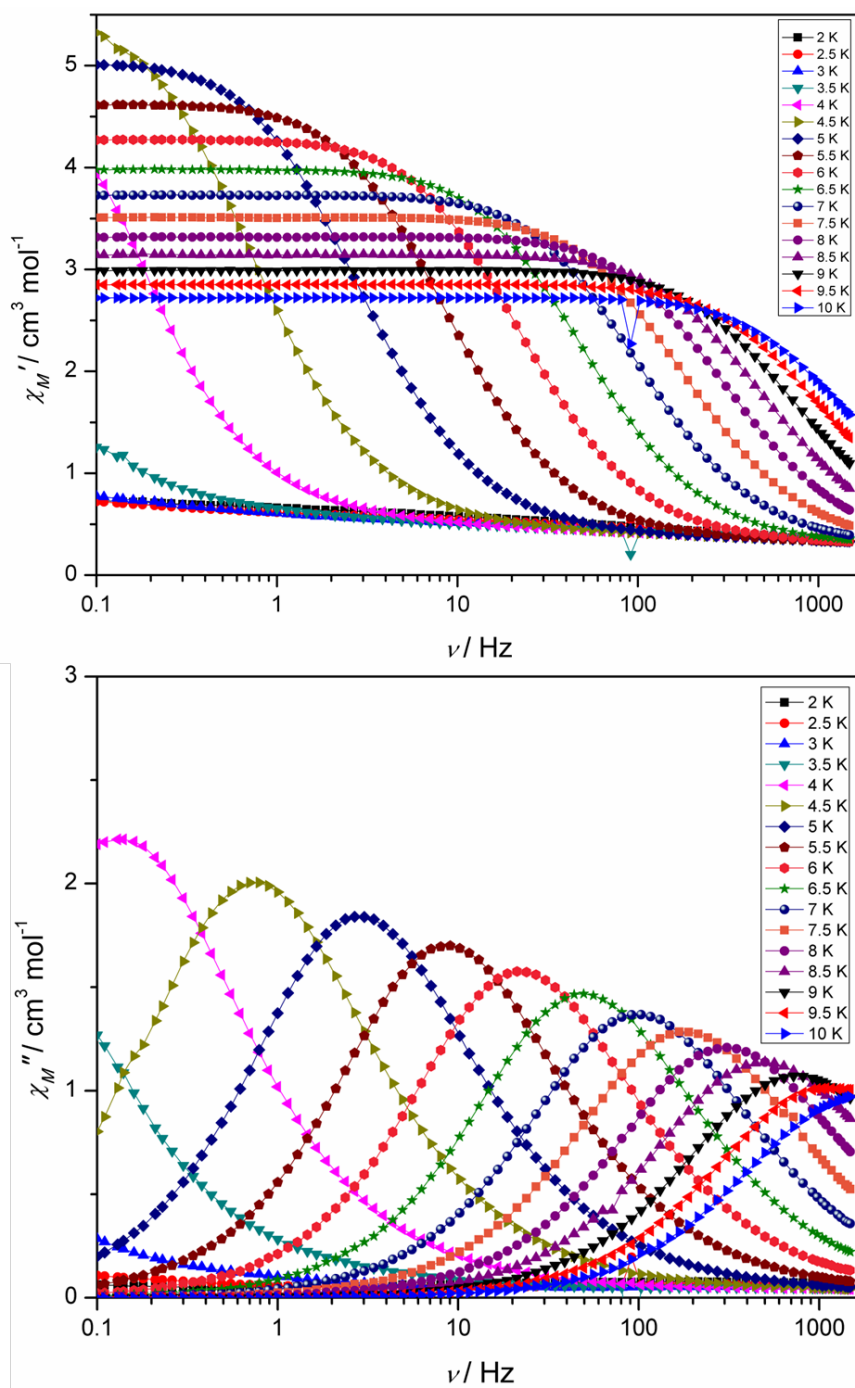 5
4
3
2
1
0
χM′/ cm³ mol⁻¹
2 K
2.5 K
3 K
3.5 K
4 K
4.5 K
5 K
5.5 K
6 K
6.5 K
7 K
7.5 K
8 K
8.5 K
9 K
9.5 K
10 K
0.1 1 10 100 1000
ν/ Hz
3
2
1
0
χM″/ cm³ mol⁻¹
2 K
2.5 K
3 K
3.5 K
4 K
4.5 K
5 K
5.5 K
6 K
6.5 K
7 K
7.5 K
8 K
8.5 K
9 K
9.5 K
10 K
0.1 1 10 100 1000
ν/ Hz